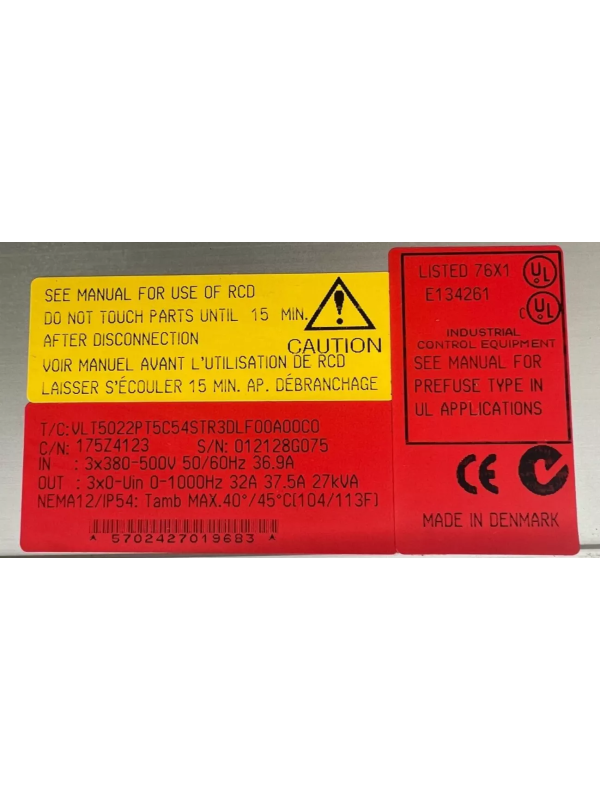 SEE MANUAL FOR USE OF RCD
DO NOT TOUCH PARTS UNTIL 15 MIN.
AFTER DISCONNECTION
CAUTION
VOIR MANUEL AVANT L'UTILISATION DE RCD
LAISSER S'ÉCOULER 15 MIN. AP. DÉBRANCHAGE
T/C:VLT5022PT5C54STR3DLF00A00C0
C/N: 175Z4123 S/N: 012128G075
IN : 3x380-500V 50/60Hz 36.9A
OUT : 3x0-Uin 0-1000Hz 32A 37.5A 27kVA
NEMA12/IP54: Tamb MAX.40°/45°C(104/113F)
A 5702427019683 A
LISTED 76X1 UL
E134261 C UL
INDUSTRIAL
CONTROL EQUIPMENT
SEE MANUAL FOR
PREFUSE TYPE IN
UL APPLICATIONS
CE
MADE IN DENMARK